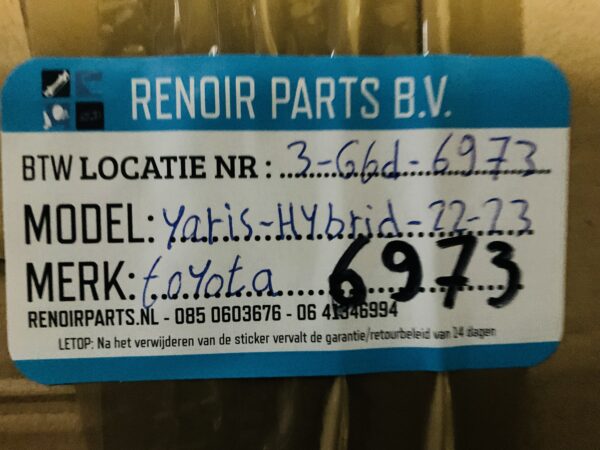 RENOIR PARTS B.V.
BTW LOCATIE NR: 3-G6d-6973
MODEL: Yaris-HYbrid-22-23
MERK: toYota 6973
RENOIRPARTS.NL - 085 0603676 - 06 41346994
LETOP: Na het verwijderen van de sticker vervalt de garantie/retourbeleid van 14 dagen